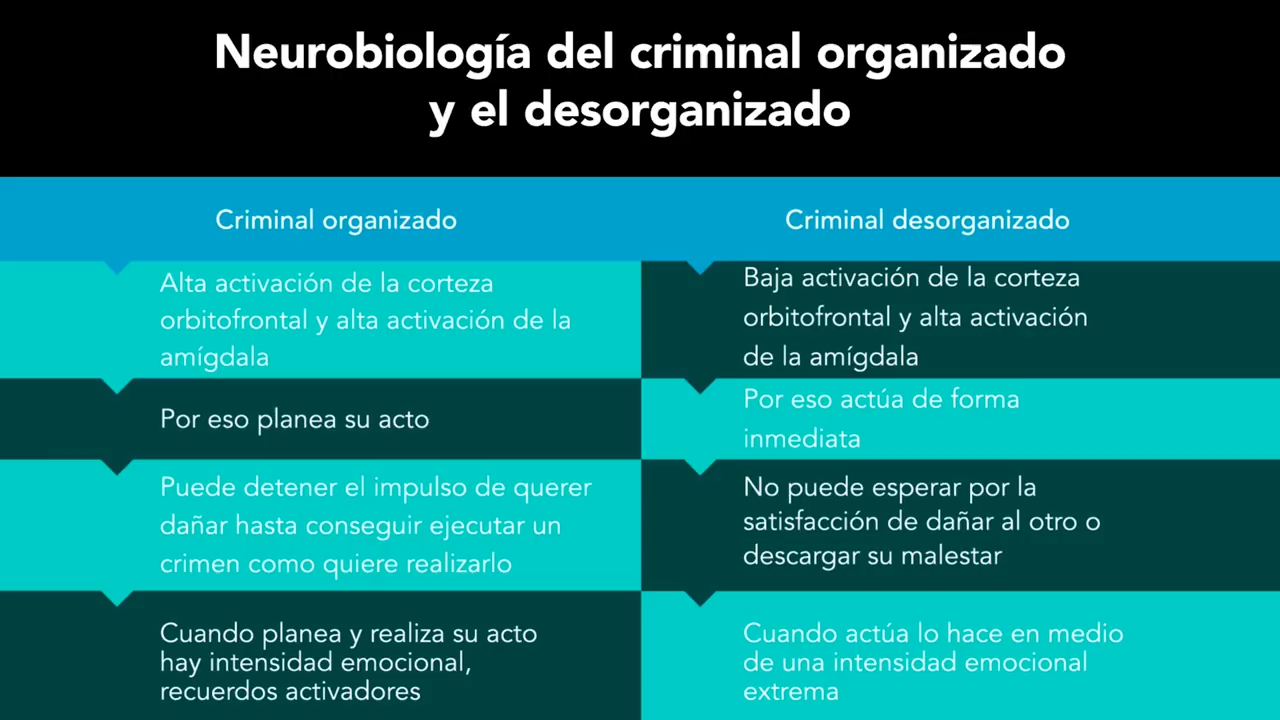 Neurobiología del criminal organizado
y el desorganizado
Criminal organizado
Criminal desorganizado
Alta activación de la corteza
orbitofrontal y alta activación de la
amígdala
Baja activación de la corteza
orbitofrontal y alta activación
de la amígdala
Por eso planea su acto
Por eso actúa de forma
inmediata
Puede detener el impulso de querer
dañar hasta conseguir ejecutar un
crimen como quiere realizarlo
No puede esperar por la
satisfacción de dañar al otro o
descargar su malestar
Cuando planea y realiza su acto
hay intensidad emocional,
recuerdos activadores
Cuando actúa lo hace en medio
de una intensidad emocional
extrema